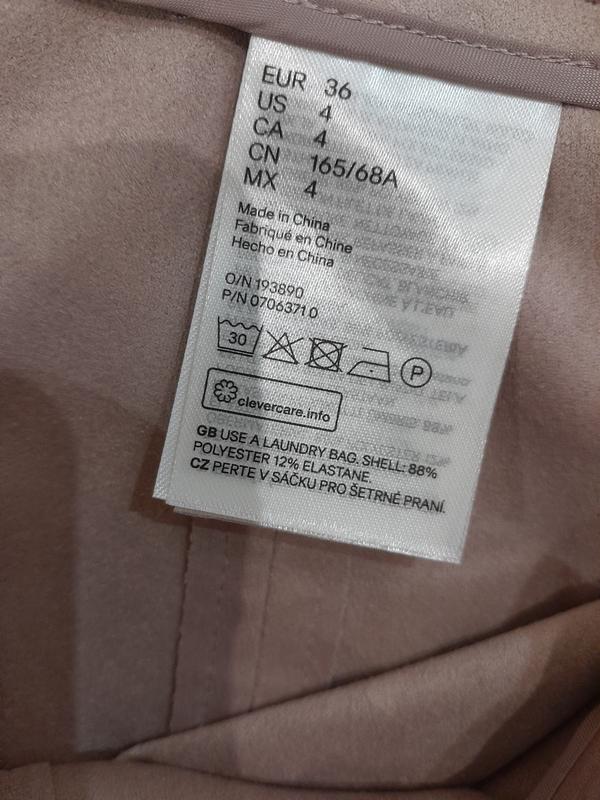 EUR 36
US 4
CA 4
CN 165/68A
MX 4
Made in China
Fabriqué en Chine
Hecho en China
O/N 193890
P/N 0706371 0
30
P
clevercare.info
GB USE A LAUNDRY BAG. SHELL: 88%
POLYESTER 12% ELASTANE.
CZ PERTE V SÁČKU PRO ŠETRNÉ PRANÍ.